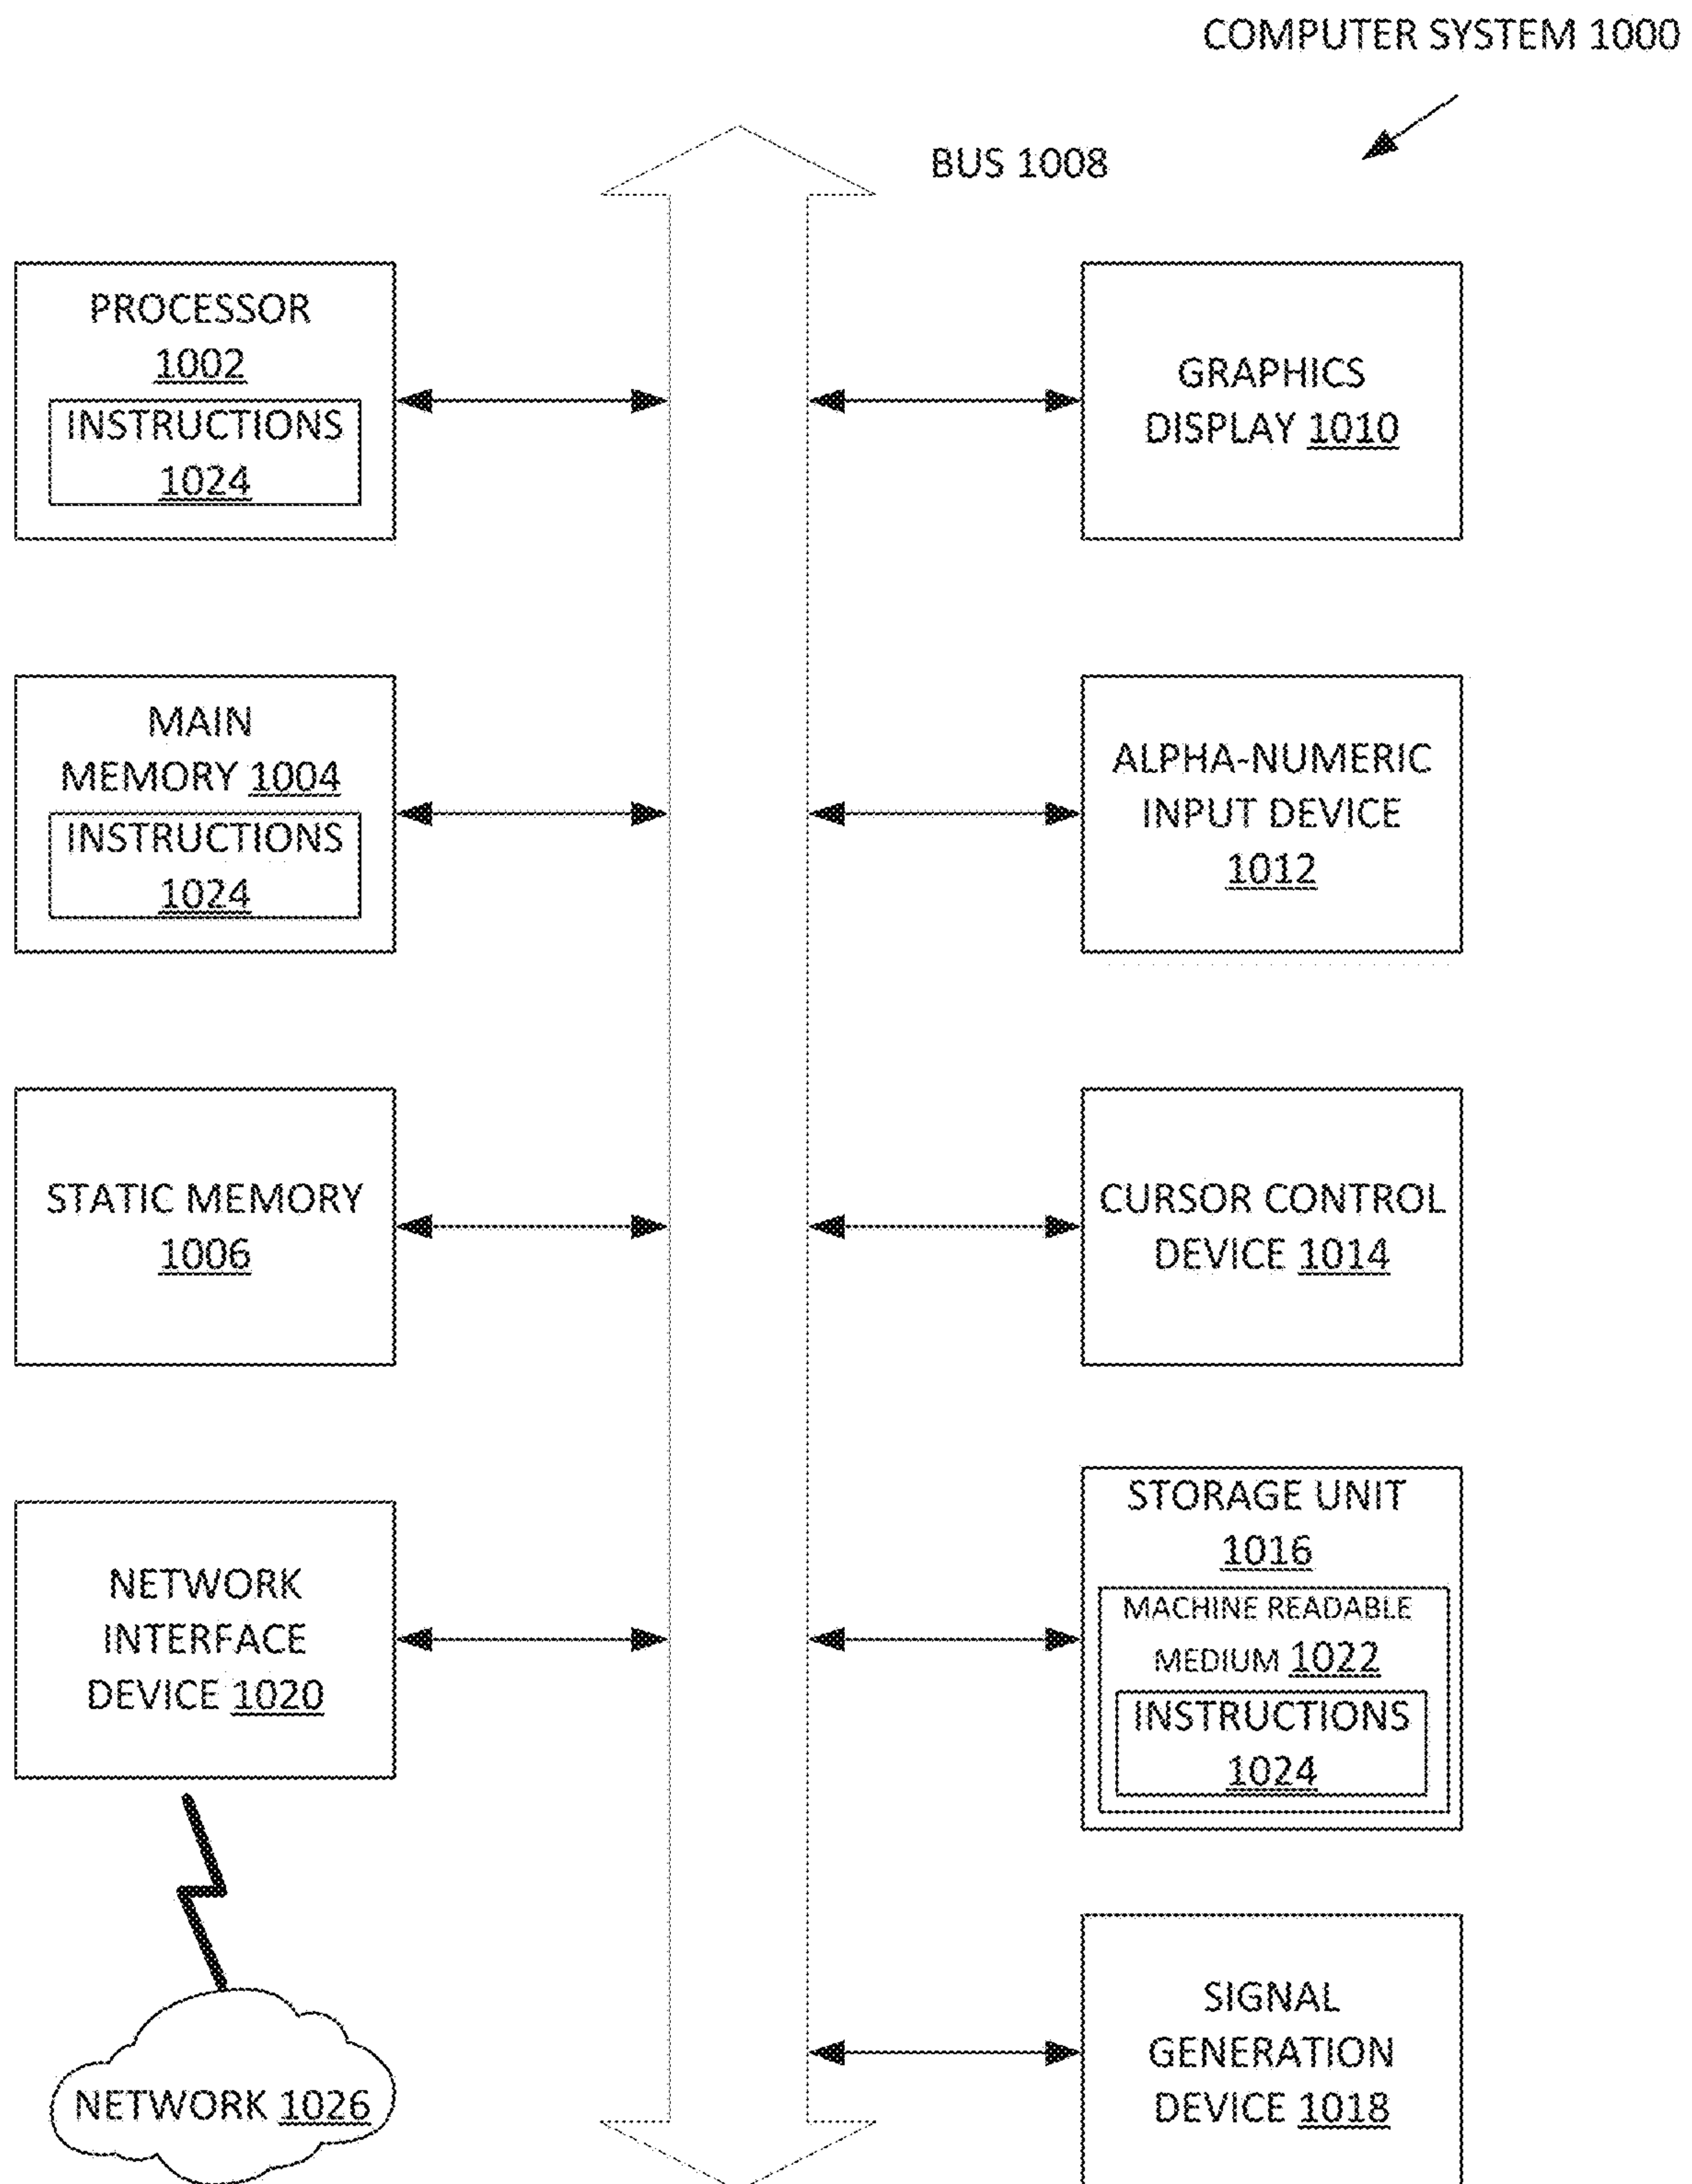 COMPUTER SYSTEM 1000
BUS 1008
PROCESSOR
1002
INSTRUCTIONS
1024
GRAPHICS
DISPLAY 1010
MAIN
MEMORY 1004
INSTRUCTIONS
1024
ALPHA-NUMERIC
INPUT DEVICE
1012
STATIC MEMORY
1006
CURSOR CONTROL
DEVICE 1014
NETWORK
INTERFACE
DEVICE 1020
STORAGE UNIT
1016
MACHINE READABLE
MEDIUM 1022
INSTRUCTIONS
1024
NETWORK 1026
SIGNAL
GENERATION
DEVICE 1018